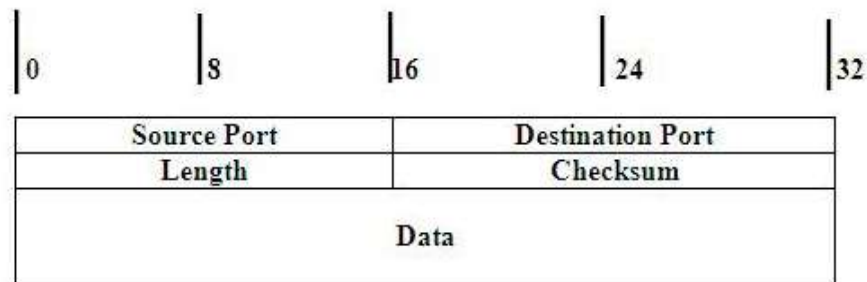 0 8 16 24 32
Source Port Destination Port
Length Checksum
Data